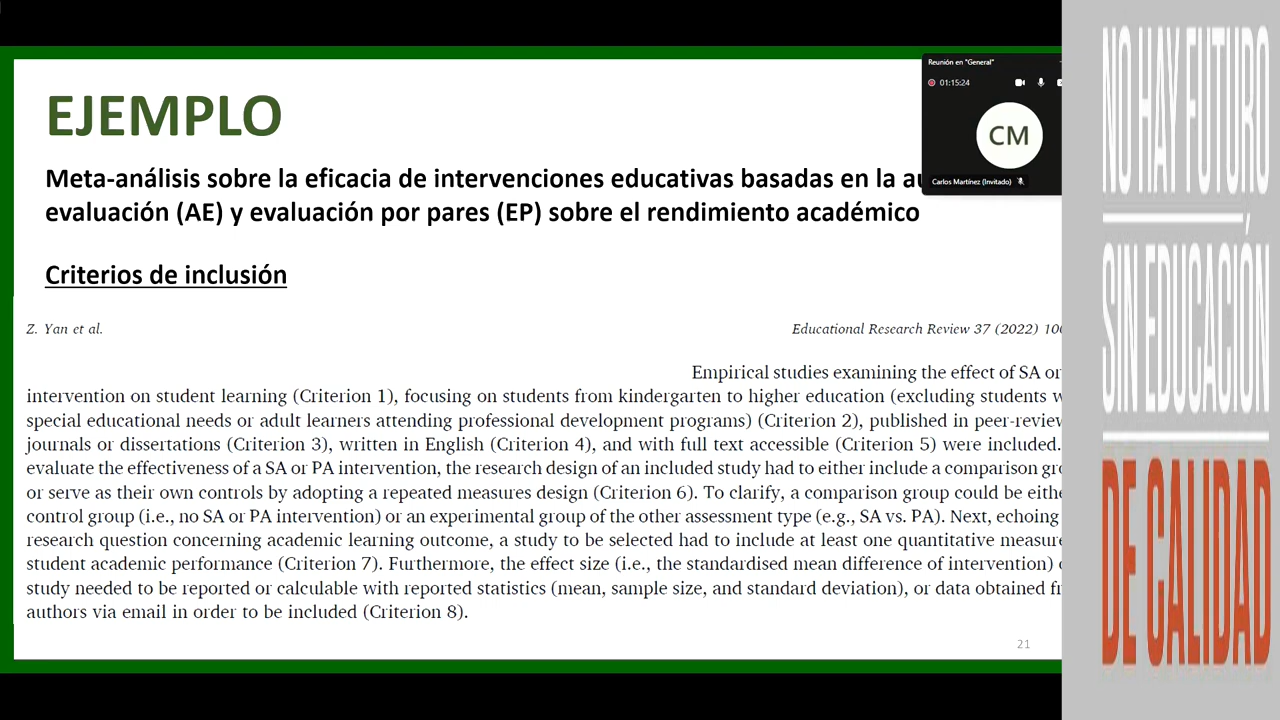 EJEMPLO
Meta-análisis sobre la eficacia de intervenciones educativas basadas en la
evaluación (AE) y evaluación por pares (EP) sobre el rendimiento académico
Criterios de inclusión
Z. Yan et al.
Educational Research Review 37 (2022)
Empirical studies examining the effect of SA or
intervention on student learning (Criterion 1), focusing on students from kindergarten to higher education (excluding students
special educational needs or adult learners attending professional development programs) (Criterion 2), published in
journals or dissertations (Criterion 3), written in English (Criterion 4), and with full text accessible (Criterion 5) were included.
evaluate the effectiveness of a SA or PA intervention, the research design of an included study had to either include a comparison
or serve as their own controls by adopting a repeated measures design (Criterion 6). To clarify, a comparison group could be
control group (i.e., no SA or PA intervention) or an experimental group of the other assessment type (e.g., SA vs. PA). Next, echoing
research question concerning academic learning outcome, a study to be selected had to include at least one quantitative measure
student academic performance (Criterion 7). Furthermore, the effect size (i.e., the standardised mean difference of intervention)
study needed to be reported or calculable with reported statistics (mean, sample size, and standard deviation), or data obtained
authors via email in order to be included (Criterion 8).
21
Reunión en "General"
01:15:24
CM
Carlos Martínez (Invitado)
NO HAY FUTURO
SIN EDUCACIÓN
DE CALIDAD